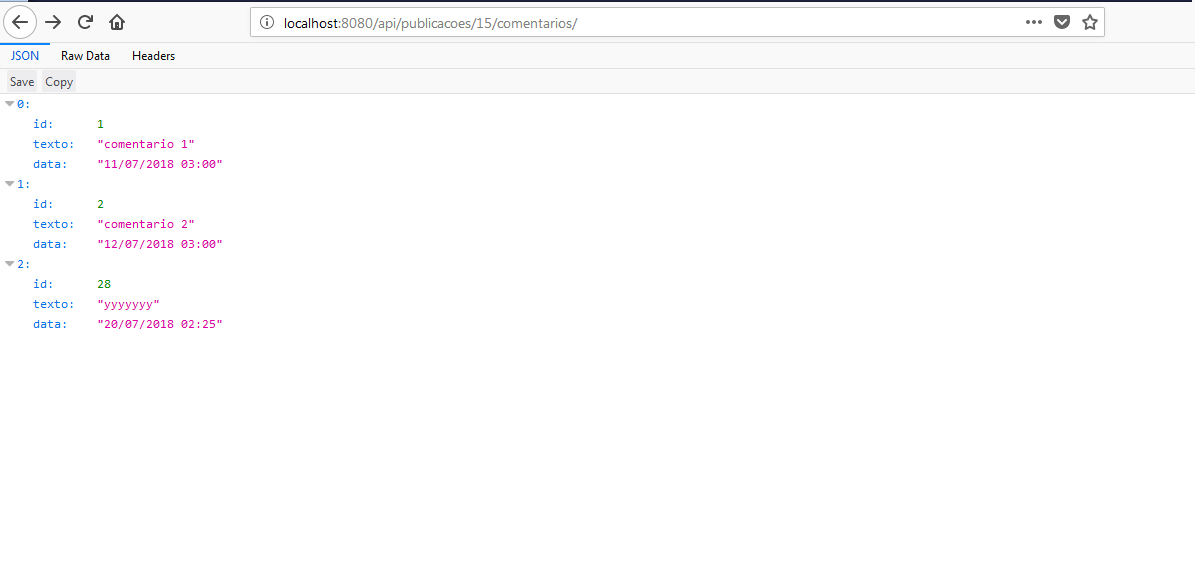 localhost:8080/api/publicacoes/15/comentarios/
JSON Raw Data Headers
Save Copy
0:
id: 1
texto: "comentario 1"
data: "11/07/2018 03:00"
1:
id: 2
texto: "comentario 2"
data: "12/07/2018 03:00"
2:
id: 28
texto: "yyyyyyy"
data: "20/07/2018 02:25"